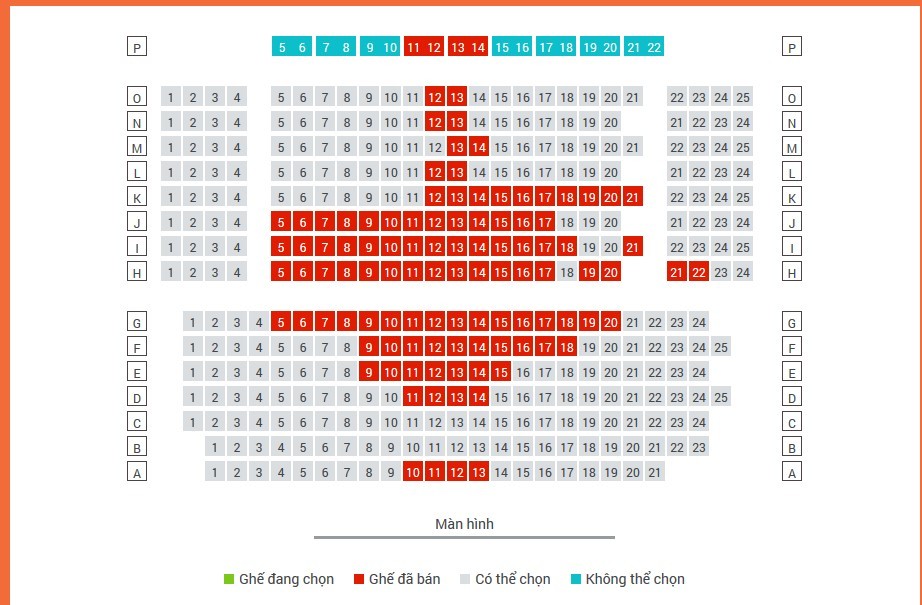 P 5 6 7 8 9 10 11 12 13 14 15 16 17 18 19 20 21 22 P
O 1 2 3 4 5 6 7 8 9 10 11 12 13 14 15 16 17 18 19 20 21 22 23 24 25 O
N 1 2 3 4 5 6 7 8 9 10 11 12 13 14 15 16 17 18 19 20 21 22 23 24 N
M 1 2 3 4 5 6 7 8 9 10 11 12 13 14 15 16 17 18 19 20 21 22 23 24 25 M
L 1 2 3 4 5 6 7 8 9 10 11 12 13 14 15 16 17 18 19 20 21 22 23 24 L
K 1 2 3 4 5 6 7 8 9 10 11 12 13 14 15 16 17 18 19 20 21 22 23 24 25 K
J 1 2 3 4 5 6 7 8 9 10 11 12 13 14 15 16 17 18 19 20 21 22 23 24 J
I 1 2 3 4 5 6 7 8 9 10 11 12 13 14 15 16 17 18 19 20 21 22 23 24 25 I
H 1 2 3 4 5 6 7 8 9 10 11 12 13 14 15 16 17 18 19 20 21 22 23 24 H
G 1 2 3 4 5 6 7 8 9 10 11 12 13 14 15 16 17 18 19 20 21 22 23 24 G
F 1 2 3 4 5 6 7 8 9 10 11 12 13 14 15 16 17 18 19 20 21 22 23 24 25 F
E 1 2 3 4 5 6 7 8 9 10 11 12 13 14 15 16 17 18 19 20 21 22 23 24 E
D 1 2 3 4 5 6 7 8 9 10 11 12 13 14 15 16 17 18 19 20 21 22 23 24 25 D
C 1 2 3 4 5 6 7 8 9 10 11 12 13 14 15 16 17 18 19 20 21 22 23 24 C
B 1 2 3 4 5 6 7 8 9 10 11 12 13 14 15 16 17 18 19 20 21 22 23 B
A 1 2 3 4 5 6 7 8 9 10 11 12 13 14 15 16 17 18 19 20 21 A
Màn hình
Ghế đang chọn Ghế đã bán Có thể chọn Không thể chọn